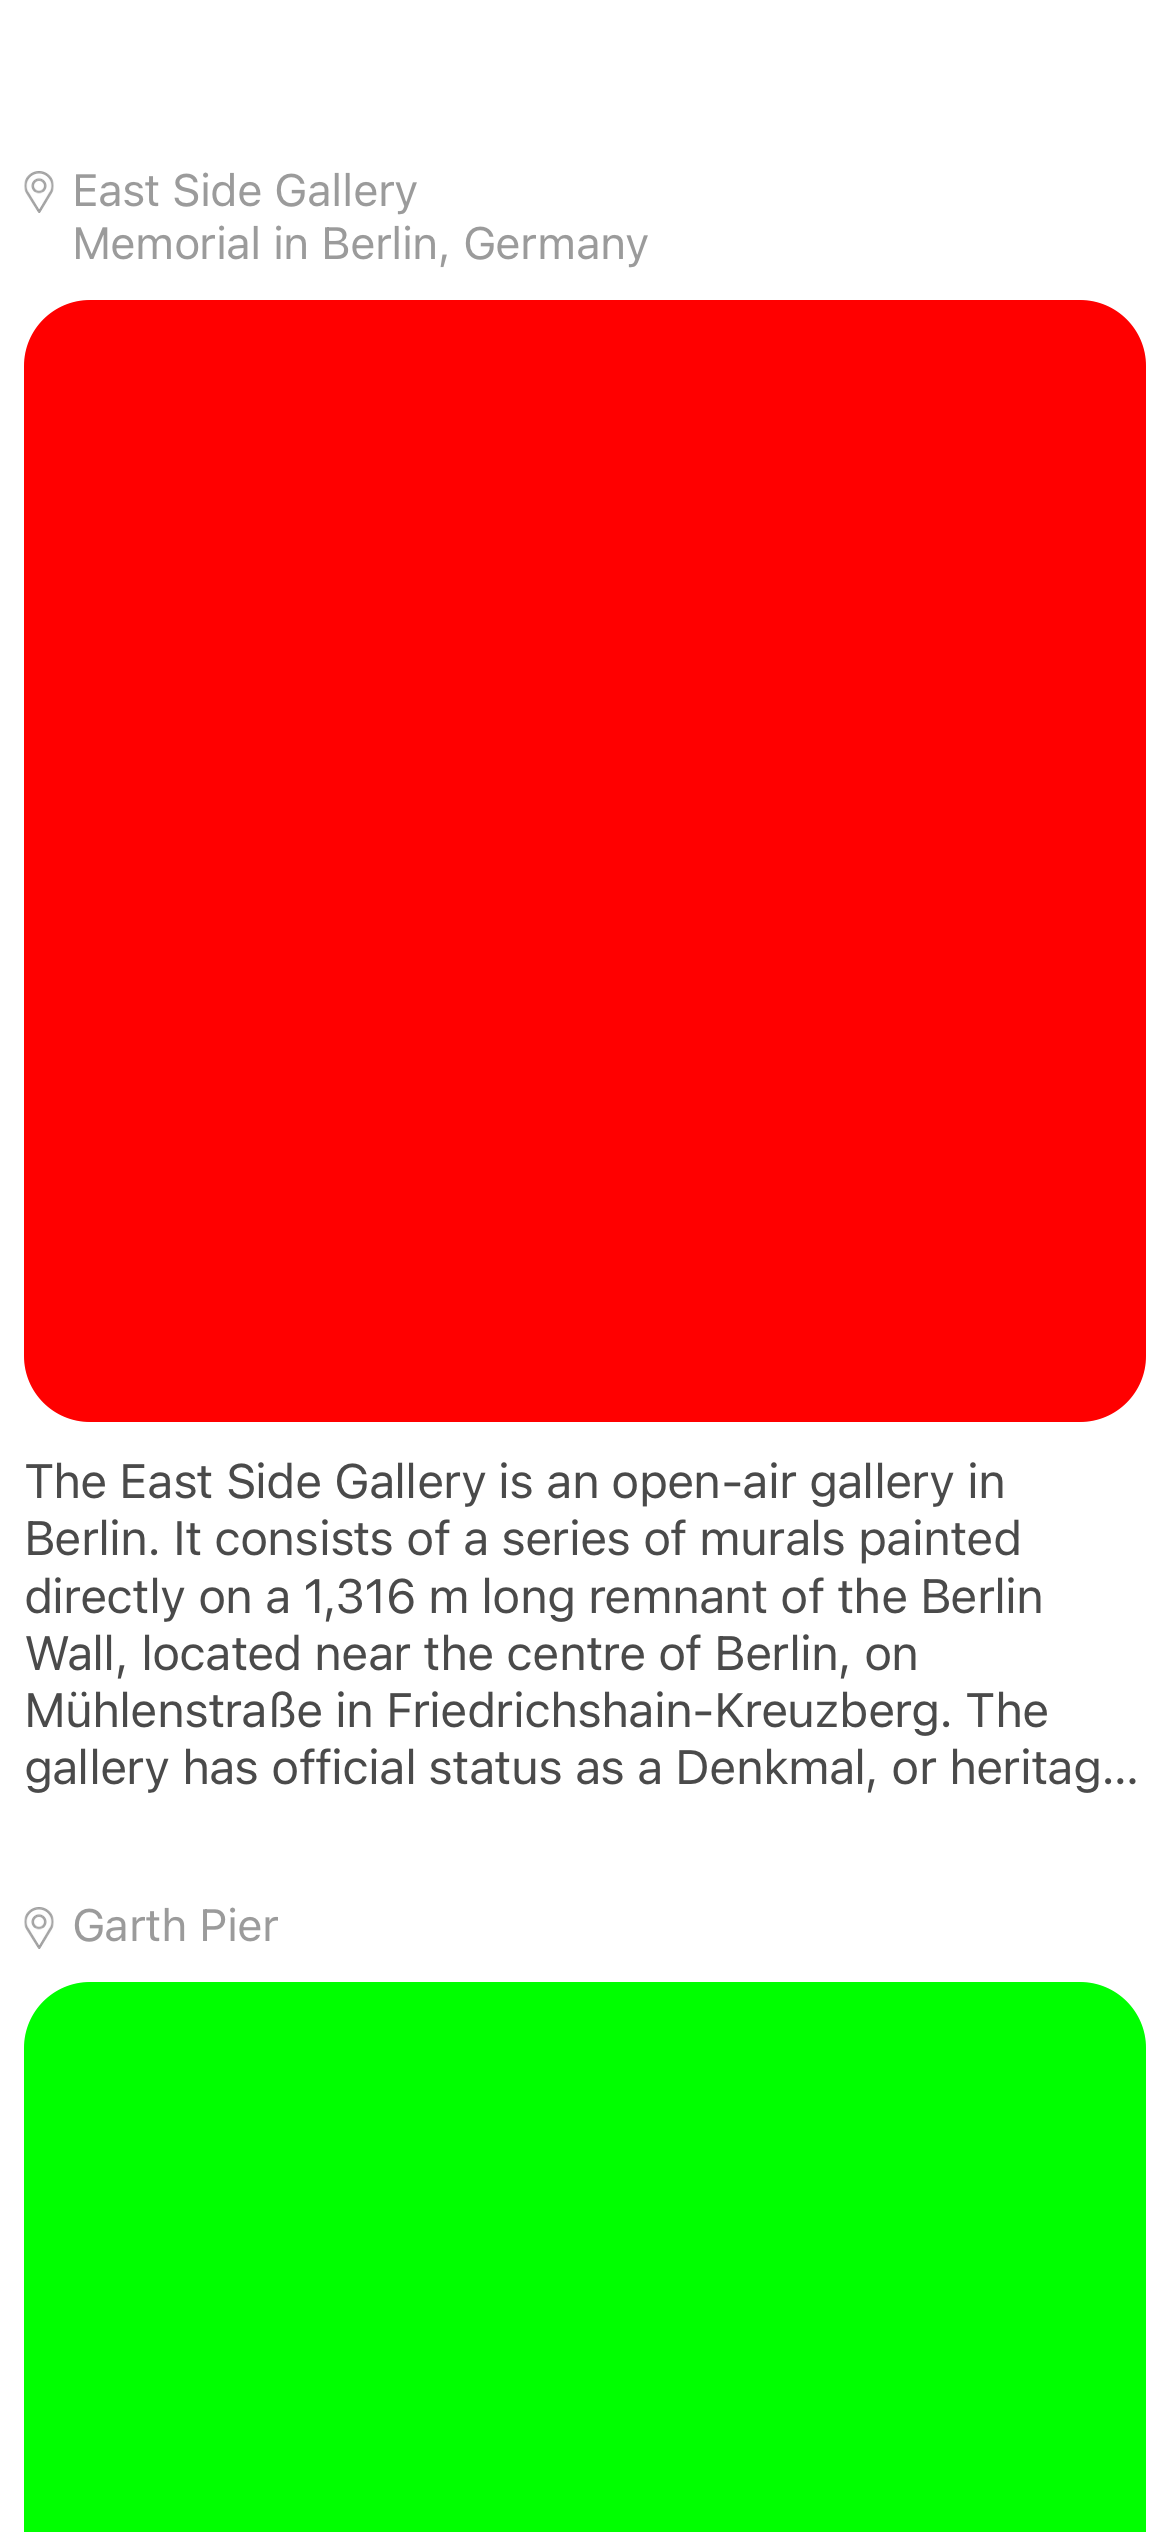 East Side Gallery
Memorial in Berlin, Germany
The East Side Gallery is an open-air gallery in
Berlin. It consists of a series of murals painted
directly on a 1,316 m long remnant of the Berlin
Wall, located near the centre of Berlin, on
Mühlenstraße in Friedrichshain-Kreuzberg. The
gallery has official status as a Denkmal, or heritag...
Garth Pier